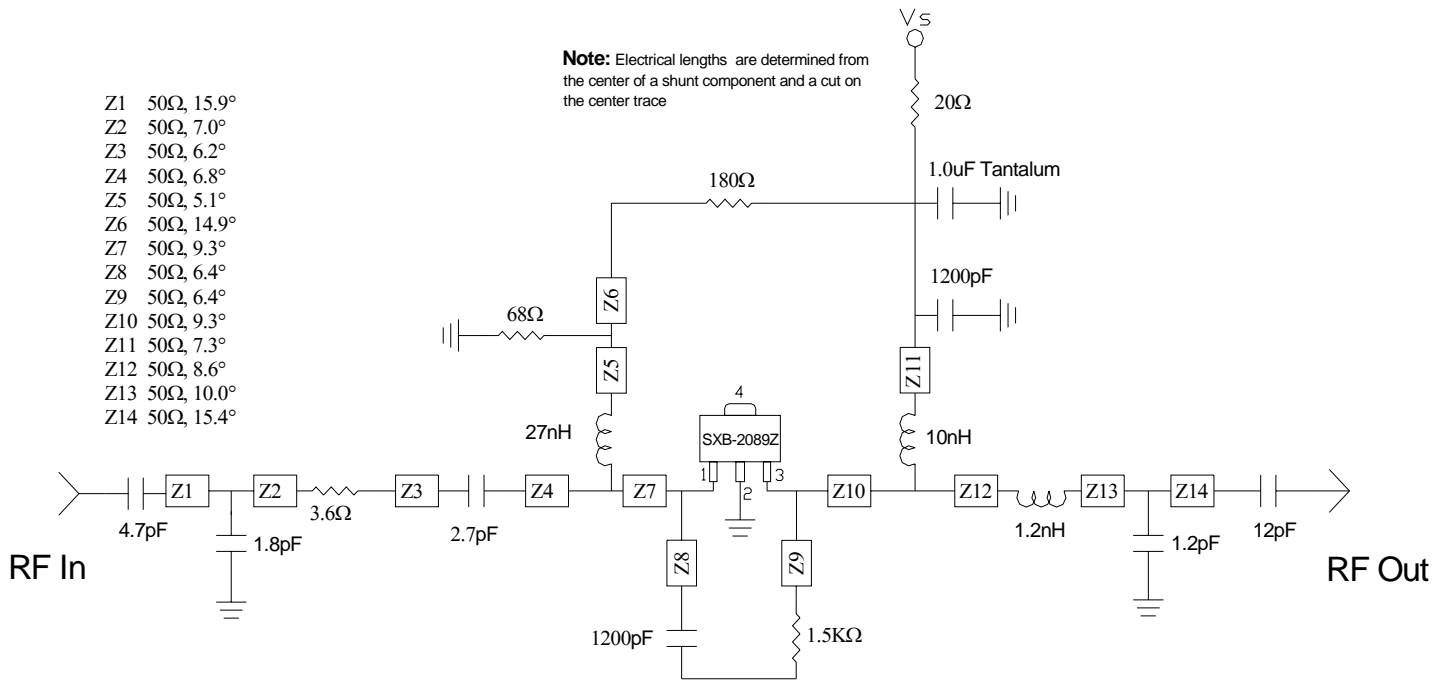 Vs
Note: Electrical lengths are determined from
the center of a shunt component and a cut on
the center trace
20Ω
Z1 50Ω, 15.9°
Z2 50Ω, 7.0°
Z3 50Ω, 6.2°
Z4 50Ω, 6.8°
Z5 50Ω, 5.1°
Z6 50Ω, 14.9°
Z7 50Ω, 9.3°
Z8 50Ω, 6.4°
Z9 50Ω, 6.4°
Z10 50Ω, 9.3°
Z11 50Ω, 7.3°
Z12 50Ω, 8.6°
Z13 50Ω, 10.0°
Z14 50Ω, 15.4°
180Ω
1.0uF Tantalum
1200pF
Z6
68Ω
Z5
Z11
4
27nH
SXB-2089Z
10nH
1
2
3
Z1
Z2
Z3
Z4
Z7
Z10
Z12
Z13
Z14
3.6Ω
4.7pF
2.7pF
1.2nH
12pF
1.8pF
1.2pF
RF In
RF Out
Z8
Z9
1200pF
1.5KΩ